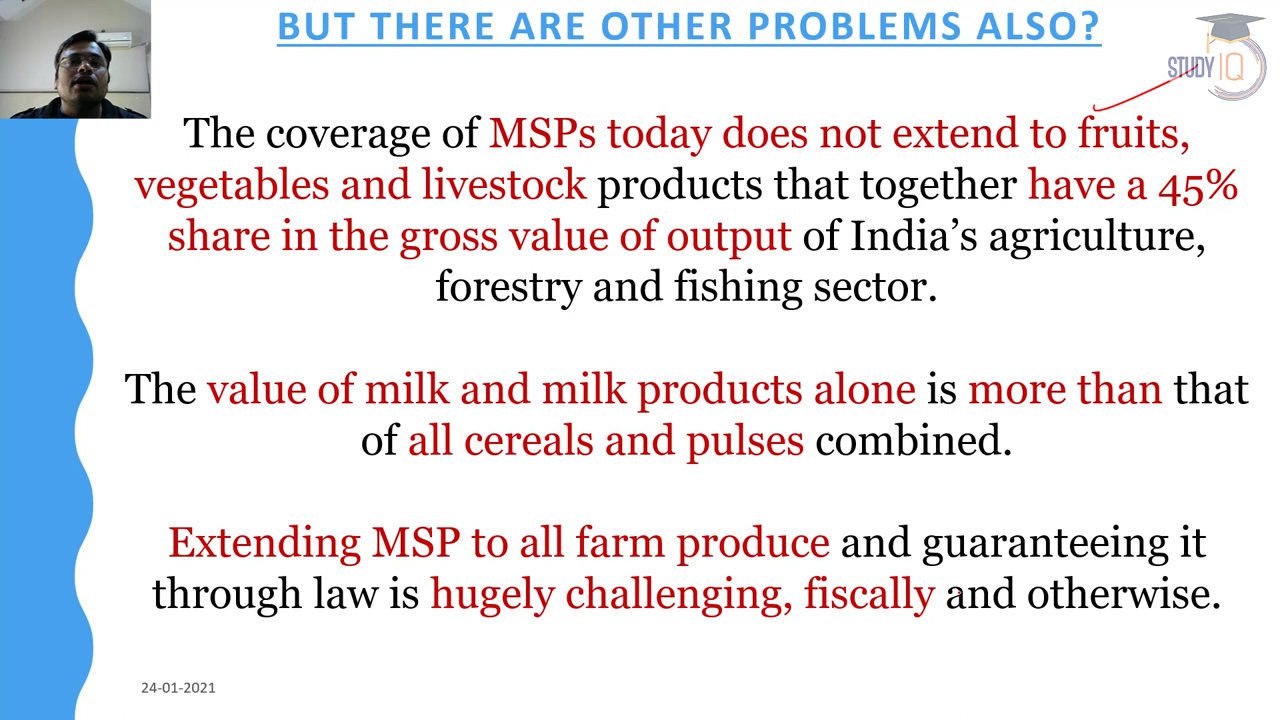 BUT THERE ARE OTHER PROBLEMS ALSO?
STUDY IQ
The coverage of MSPs today does not extend to fruits,
vegetables and livestock products that together have a 45%
share in the gross value of output of India’s agriculture,
forestry and fishing sector.
The value of milk and milk products alone is more than that
of all cereals and pulses combined.
Extending MSP to all farm produce and guaranteeing it
through law is hugely challenging, fiscally and otherwise.
24-01-2021